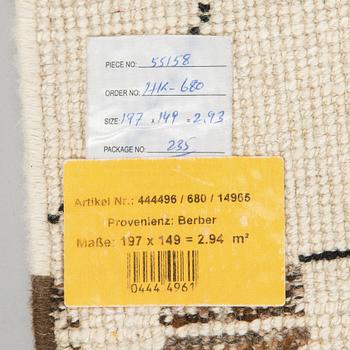 PIECE NO: 55158
ORDER NO: 41K-680
SIZE: 197 x 149 = 2.93
PACKAGE NO: 235
Artikel Nr.: 444496 / 680 / 14965
Provenienz: Berber
Maße: 197 x 149 = 2.94 m²
0444 4961